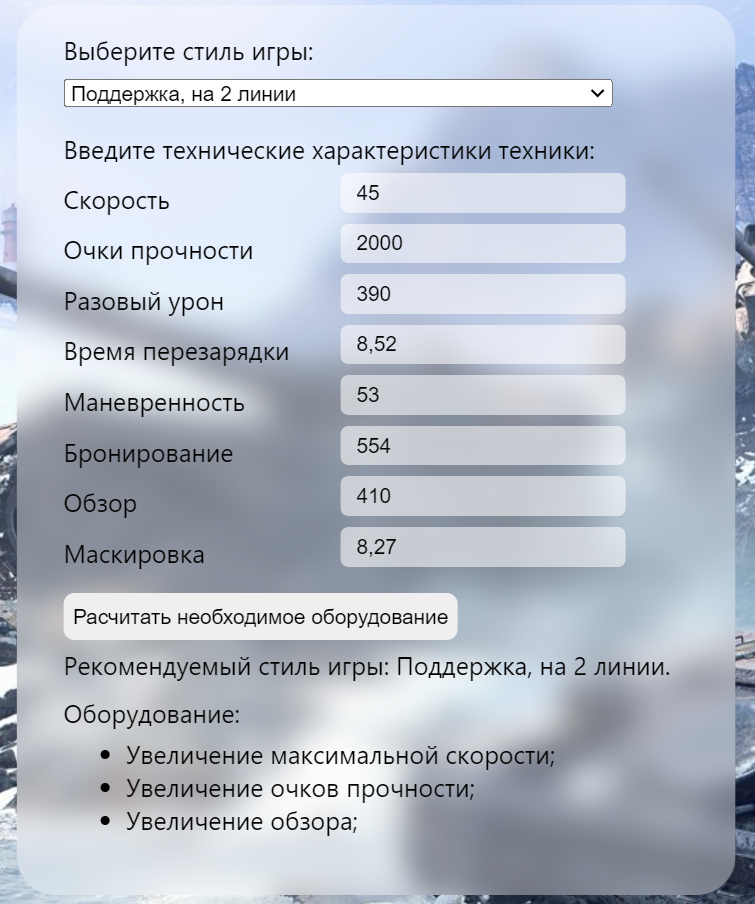 Выберите стиль игры:
Поддержка, на 2 линии
Введите технические характеристики техники:
Скорость 45
Очки прочности 2000
Разовый урон 390
Время перезарядки 8,52
Маневренность 53
Бронирование 554
Обзор 410
Маскировка 8,27
Расчитать необходимое оборудование
Рекомендуемый стиль игры: Поддержка, на 2 линии.
Оборудование:
• Увеличение максимальной скорости;
• Увеличение очков прочности;
• Увеличение обзора;